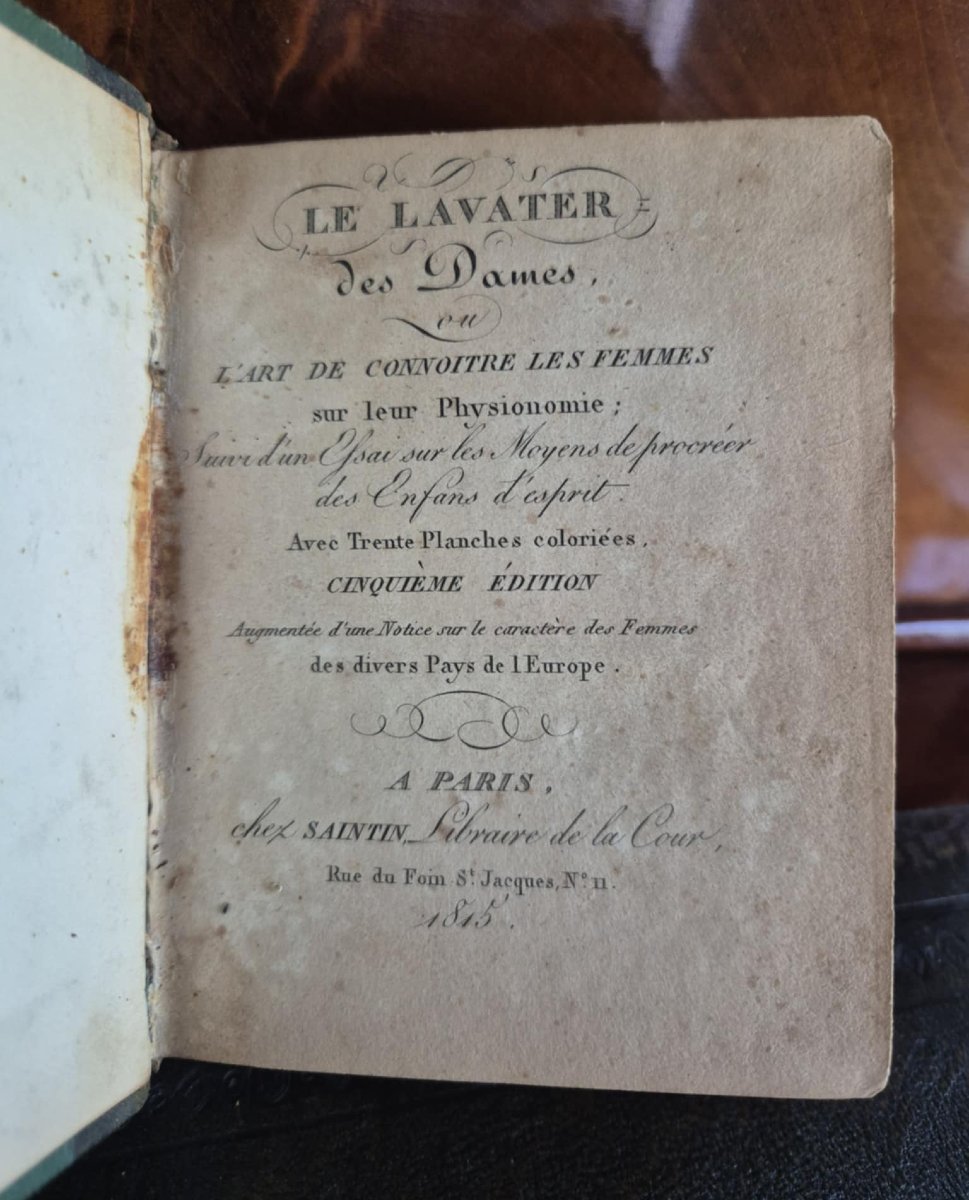 LE LAVATER
des Dames,
ou
L'ART DE CONNOITRE LES FEMMES
sur leur Physionomie;
Suivi d'un Essai sur les Moyens de procréer
des Enfans d'esprit.
Avec Trente Planches coloriées.
CINQUIÈME ÉDITION
Augmentée d'une Notice sur le caractère des Femmes
des divers Pays de l'Europe.
A PARIS,
chez SAINTIN, Libraire de la Cour,
Rue du Foin St. Jacques, No. 11.
1815.